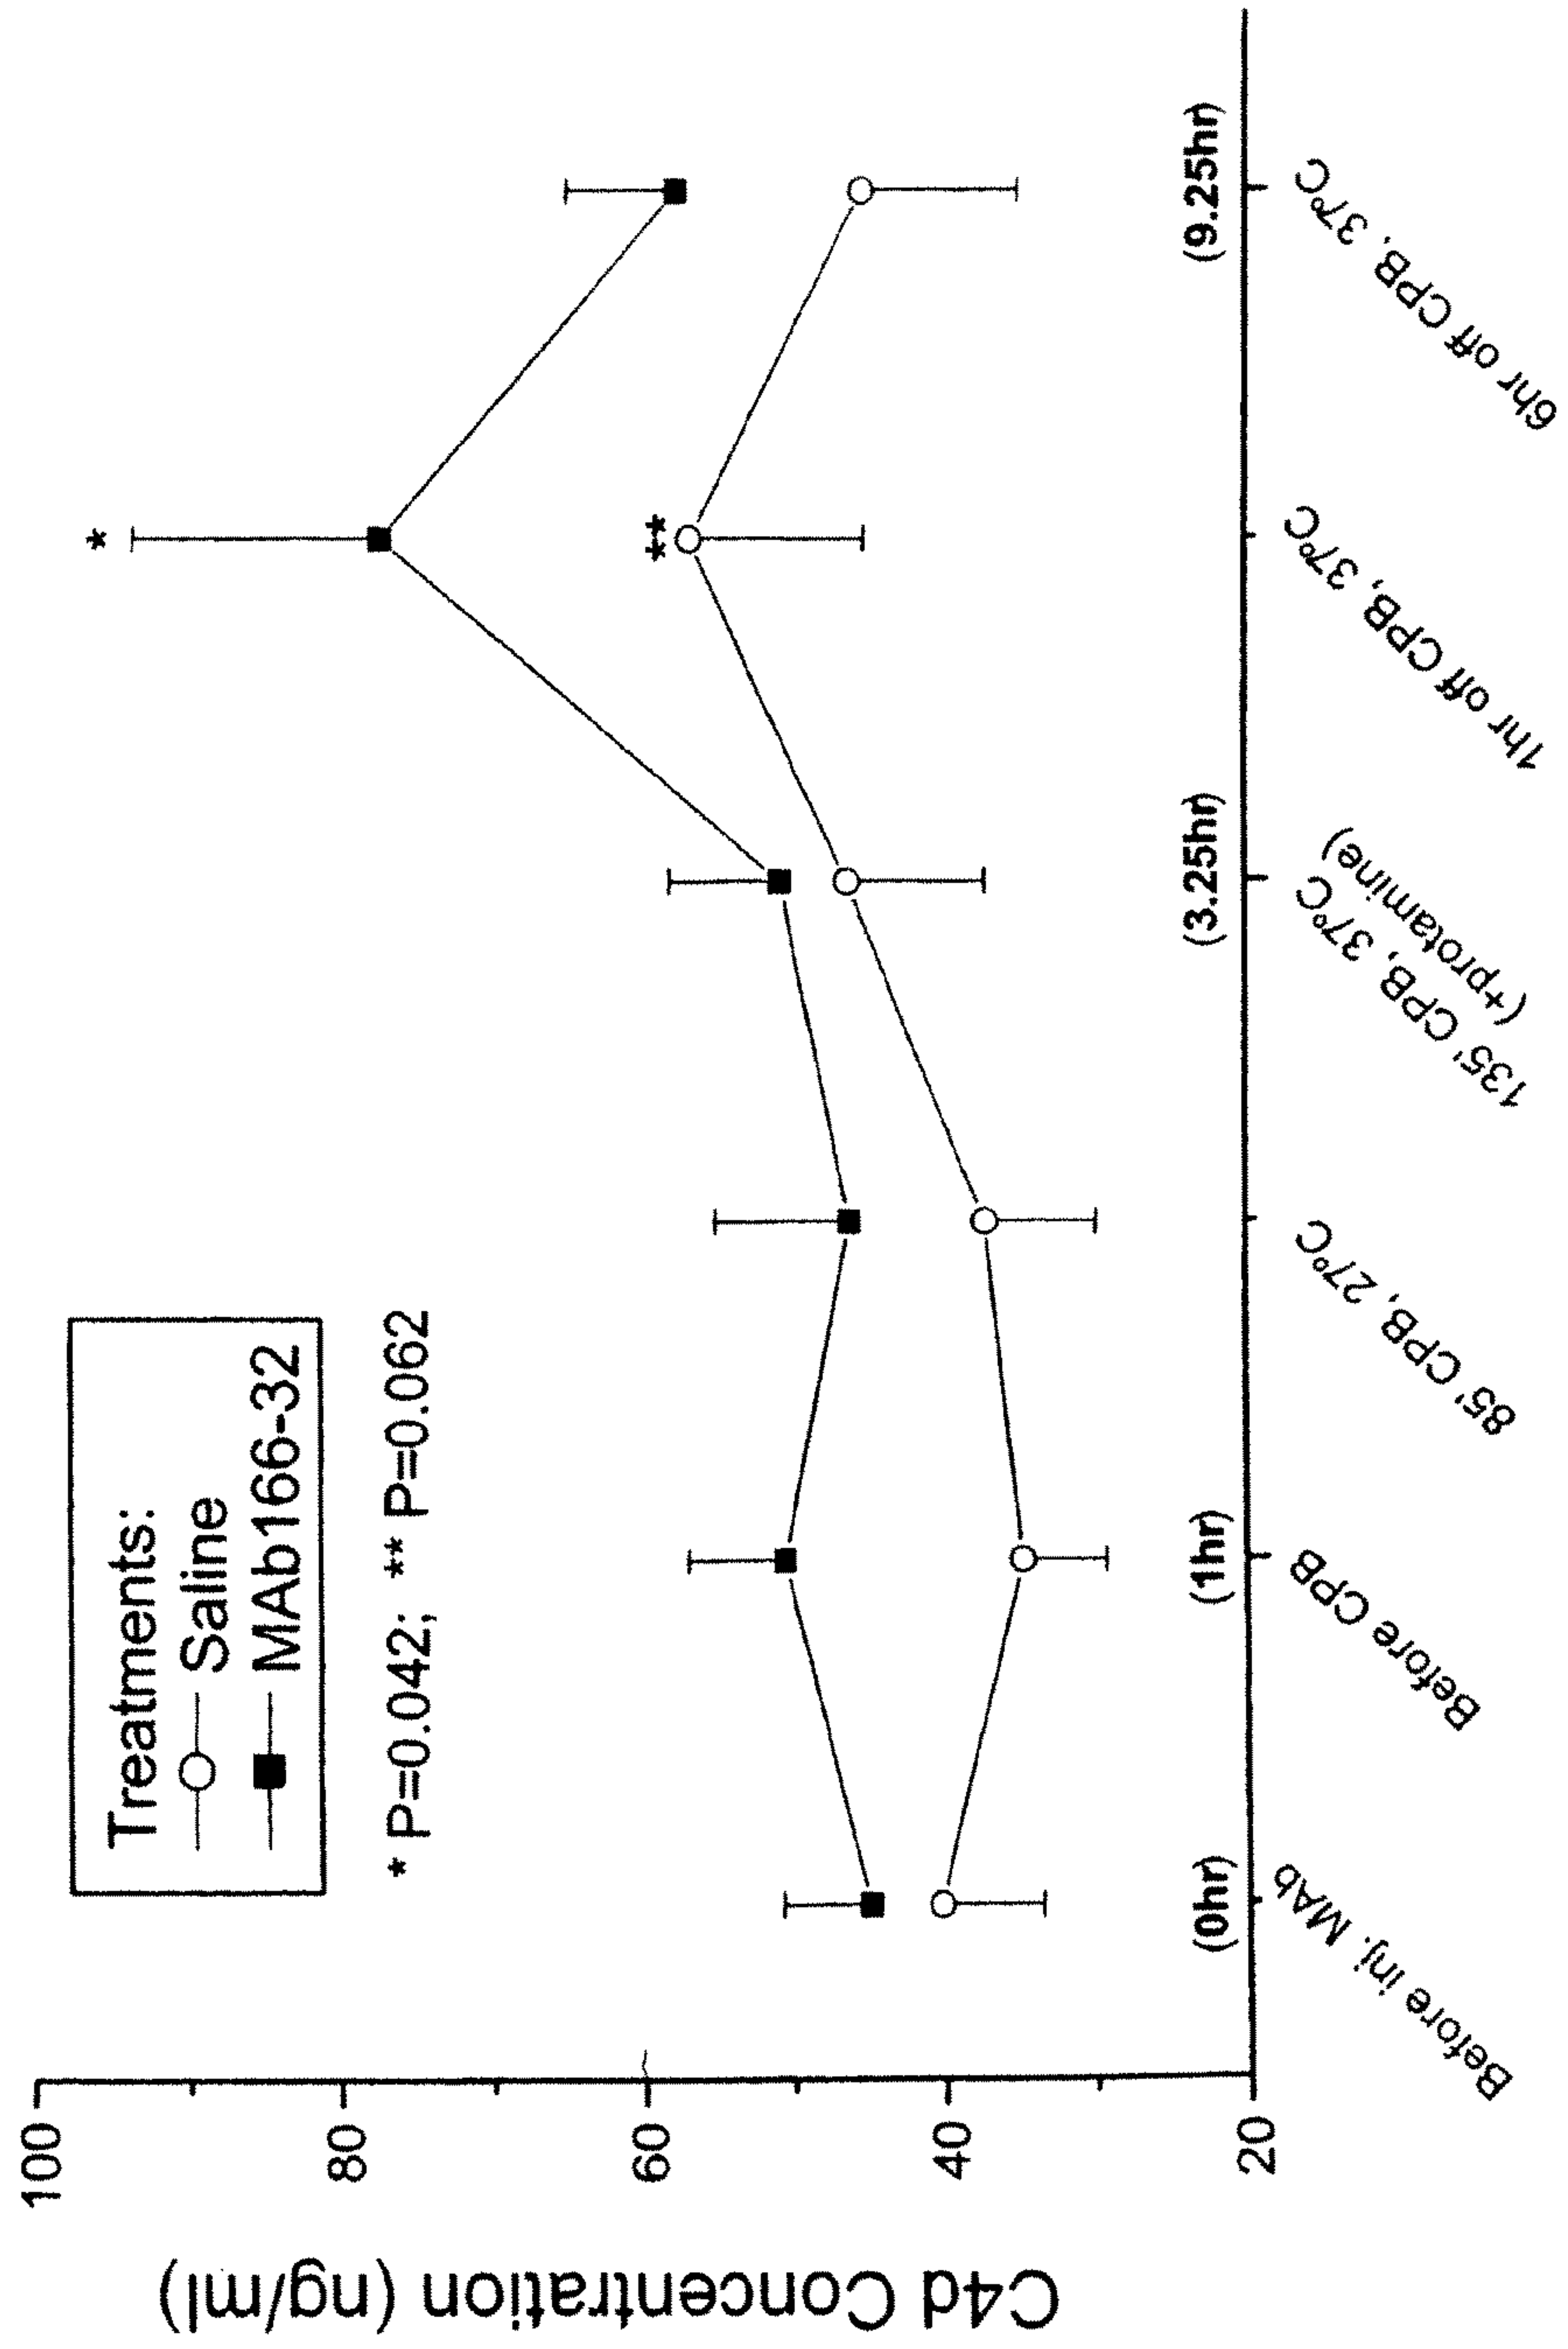 C4d Concentration (ng/ml)
100
80
60
40
20
Treatments:
Saline
MAb166-32
* P=0.042; ** P=0.062
*
**
(0hr)
(1hr)
(3.25hr)
(9.25hr)
Before inj. MAb
Before CPB
85' CPB, 27°C
135' CPB, 37°C
(+protamine)
1hr off CPB, 37°C
6hr off CPB, 37°C